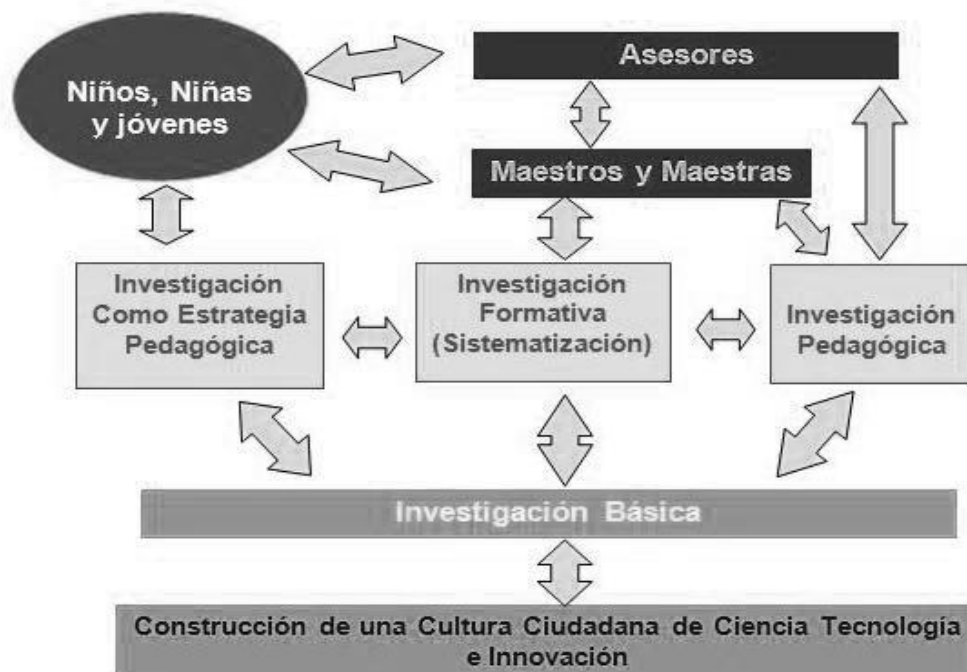 Niños, Niñas
y jóvenes
Asesores
Maestros y Maestras
Investigación
Como Estrategia
Pedagógica
Investigación
Formativa
(Sistematización)
Investigación
Pedagógica
Investigación Básica
Construcción de una Cultura Ciudadana de Ciencia Tecnología
e Innovación